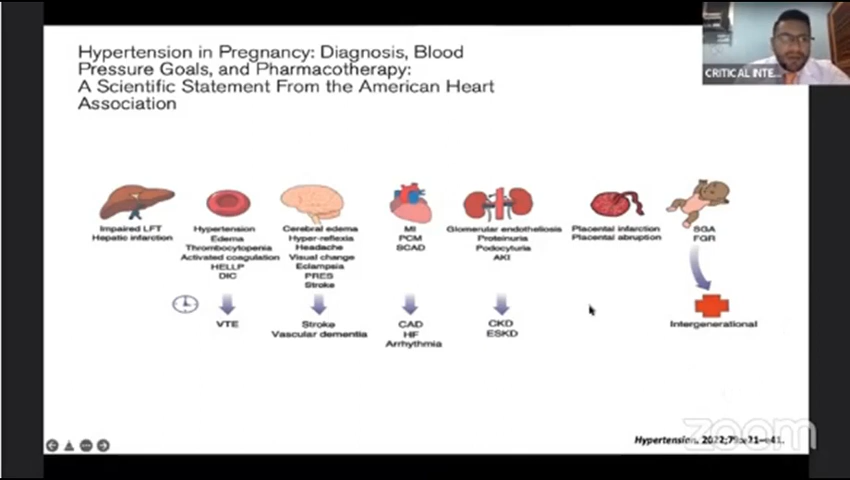 Hypertension in Pregnancy: Diagnosis, Blood
Pressure Goals, and Pharmacotherapy:
A Scientific Statement From the American Heart
Association
CRITICAL INTE...
Impaired LFT
Hepatic infarction
Hypertension
Edema
Thrombocytopenia
Activated coagulation
HELLP
DIC
Cerebral edema
Hyper-reflexia
Headache
Visual change
Eclampsia
PRES
Stroke
MI
PCM
SCAD
Glomerular endotheliosis
Proteinuria
Podocyturia
AKI
Placental infarction
Placental abruption
SGA
FGR
VTE
Stroke
Vascular dementia
CAD
HF
Arrhythmia
CKD
ESKD
Intergenerational
zoom
Hypertension. 2022;79:e21–e41.